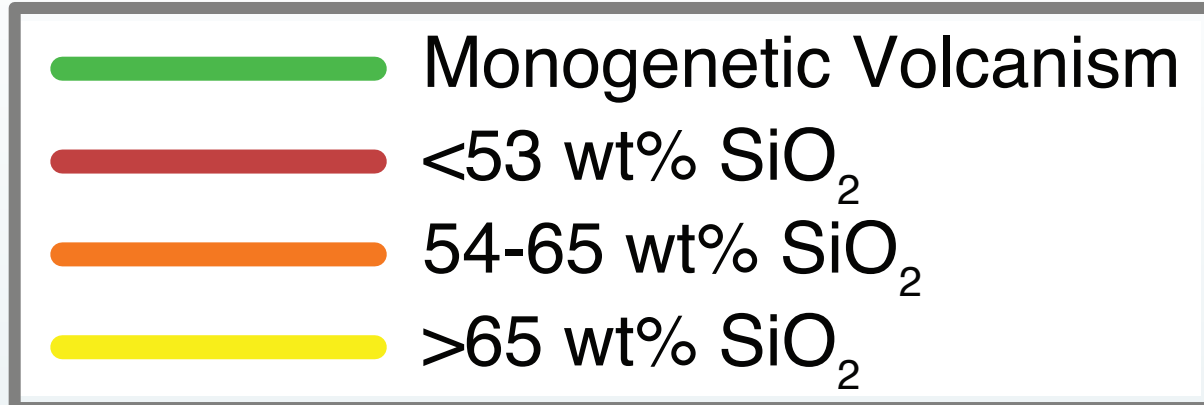 Monogenetic Volcanism
<53 wt% SiO₂
54-65 wt% SiO₂
>65 wt% SiO₂